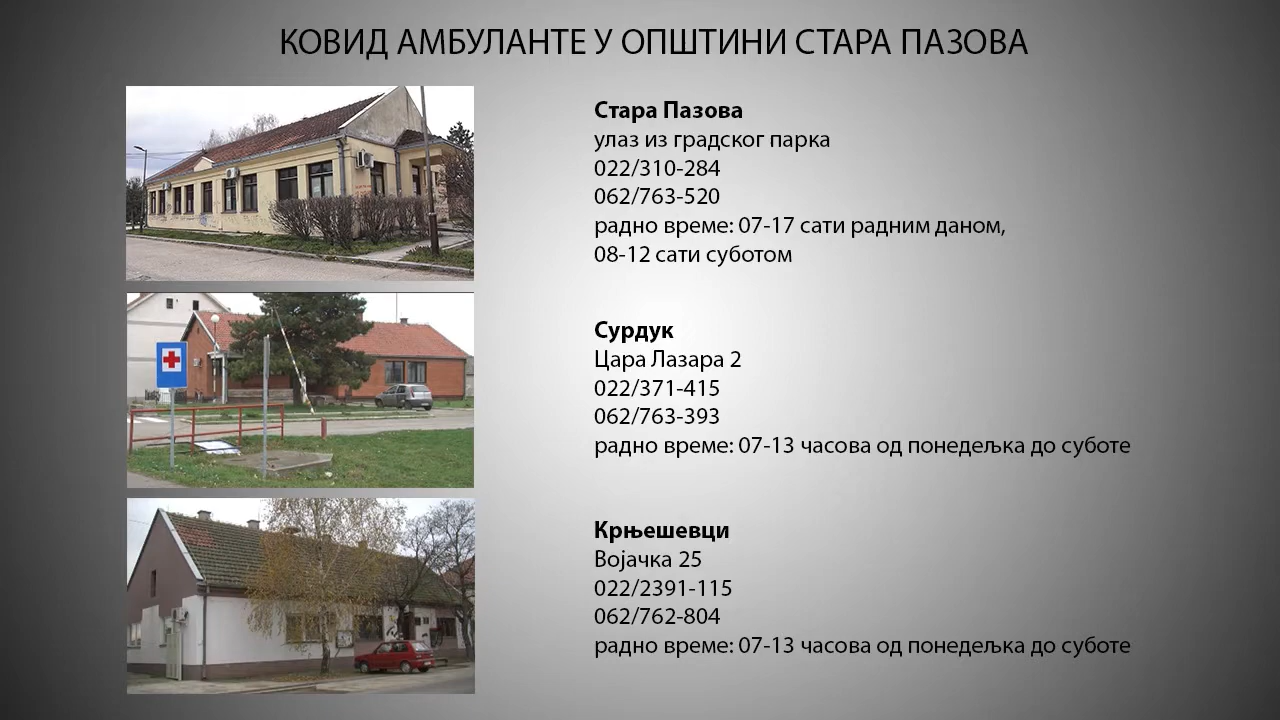 КОВИД АМБУЛАНТЕ У ОПШТИНИ СТАРА ПАЗОВА
Стара Пазова
улаз из градског парка
022/310-284
062/763-520
радно време: 07-17 сати радним даном,
08-12 сати суботом
Сурдук
Цара Лазара 2
022/371-415
062/763-393
радно време: 07-13 часова од понедељка до суботе
Крњешевци
Војачка 25
022/2391-115
062/762-804
радно време: 07-13 часова од понедељка до суботе